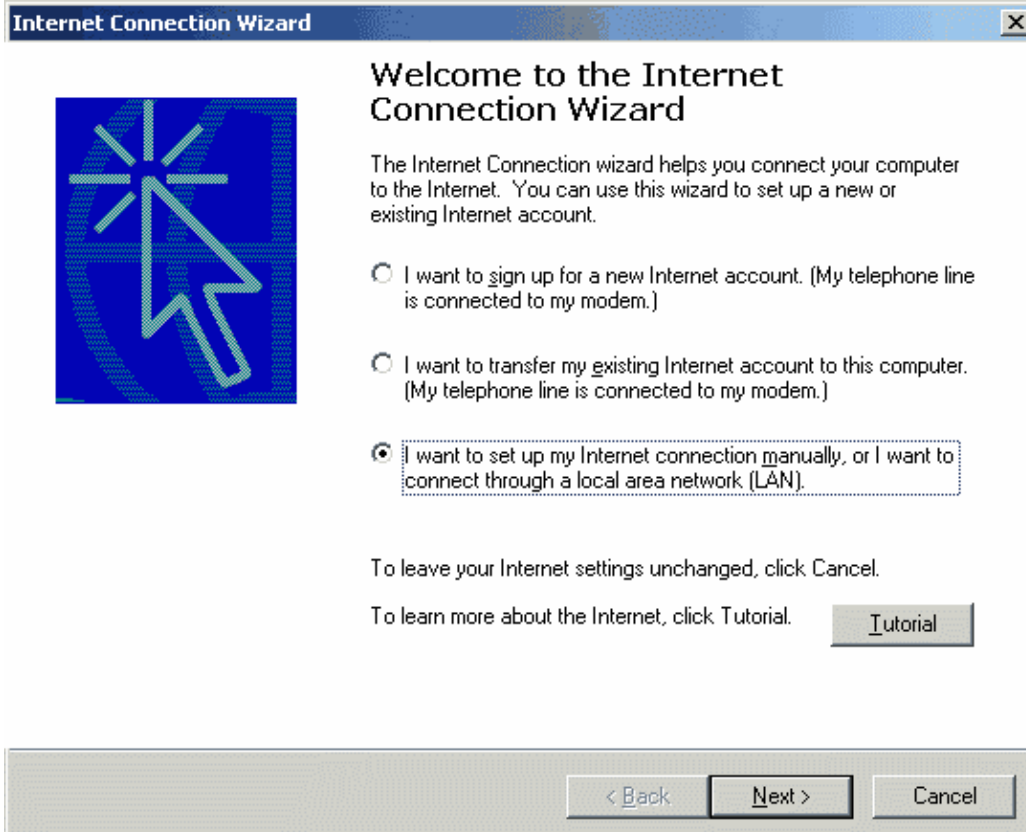 Internet Connection Wizard
Welcome to the Internet
Connection Wizard
The Internet Connection wizard helps you connect your computer
to the Internet.  You can use this wizard to set up a new or
existing Internet account.
I want to sign up for a new Internet account. (My telephone line
is connected to my modem.)
I want to transfer my existing Internet account to this computer.
(My telephone line is connected to my modem.)
I want to set up my Internet connection manually, or I want to
connect through a local area network (LAN).
To leave your Internet settings unchanged, click Cancel.
To learn more about the Internet, click Tutorial.
Tutorial
< Back
Next >
Cancel